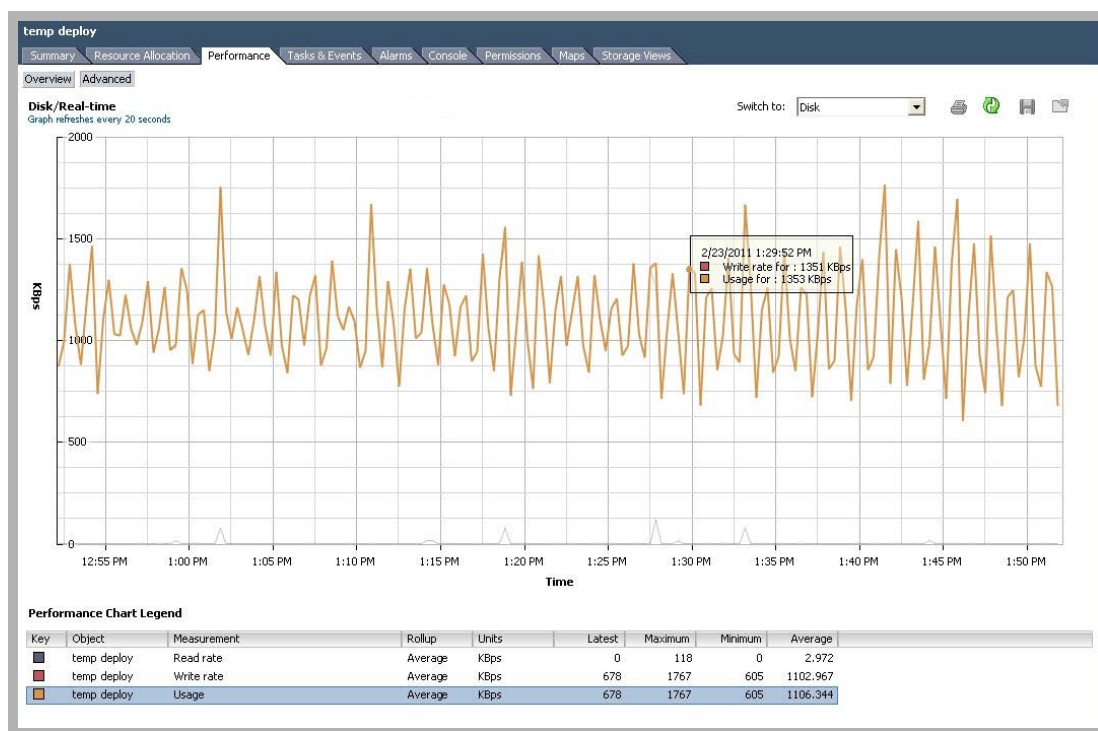 temp deploy
Summary Resource Allocation Performance Tasks & Events Alarms Console Permissions Maps Storage Views
Overview Advanced
Disk/Real-time Switch to: Disk
Graph refreshes every 20 seconds
2000
1500
1000
500
0
KBps
2/23/2011 1:29:52 PM
Write rate for : 1351 KBps
Usage for : 1353 KBps
12:55 PM 1:00 PM 1:05 PM 1:10 PM 1:15 PM 1:20 PM 1:25 PM 1:30 PM 1:35 PM 1:40 PM 1:45 PM 1:50 PM
Time
Performance Chart Legend
Key Object Measurement Rollup Units Latest Maximum Minimum Average
temp deploy Read rate Average KBps 0 118 0 2.972
temp deploy Write rate Average KBps 678 1767 605 1102.967
temp deploy Usage Average KBps 678 1767 605 1106.344